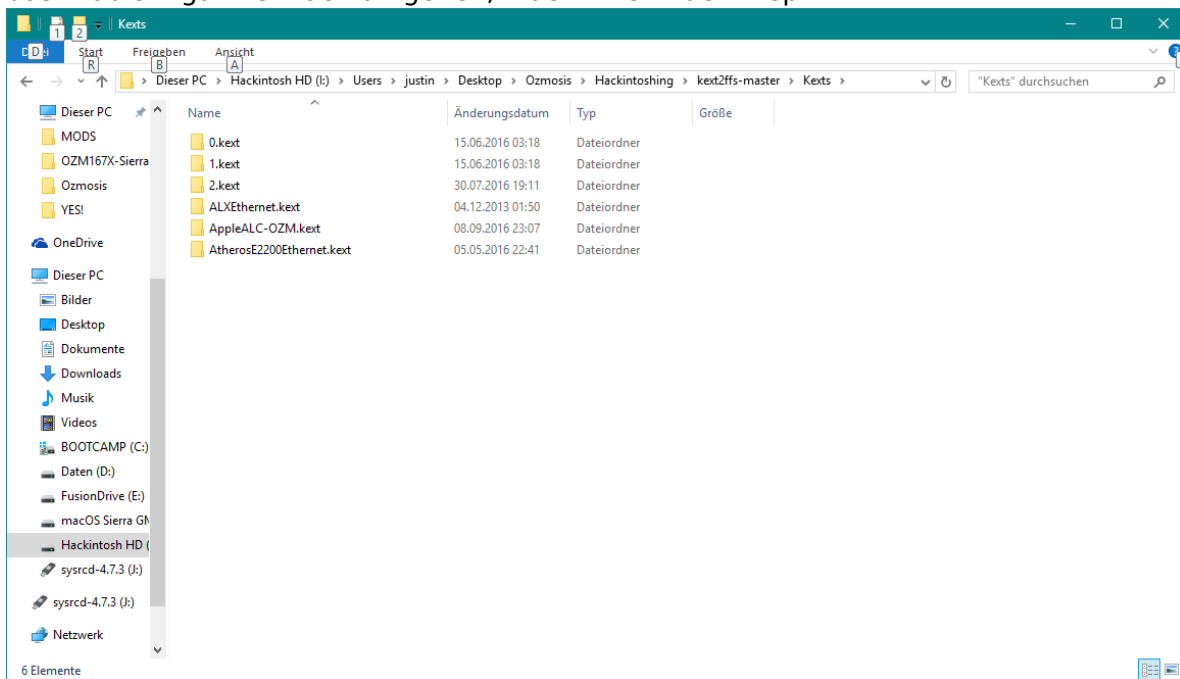 Kexts
1 2
Datei Start Freigeben Ansicht
D R B A
Dieser PC › Hackintosh HD (I:) › Users › justin › Desktop › Ozmosis › Hackintoshing › kext2ffs-master › Kexts ›
"Kexts" durchsuchen
Name Änderungsdatum Typ Größe
0.kext 15.06.2016 03:18 Dateiordner
1.kext 15.06.2016 03:18 Dateiordner
2.kext 30.07.2016 19:11 Dateiordner
ALXEthernet.kext 04.12.2013 01:50 Dateiordner
AppleALC-OZM.kext 08.09.2016 23:07 Dateiordner
AtherosE2200Ethernet.kext 05.05.2016 22:41 Dateiordner
Dieser PC
MODS
OZM167X-Sierra
Ozmosis
YES!
OneDrive
Dieser PC
Bilder
Desktop
Dokumente
Downloads
Musik
Videos
BOOTCAMP (C:)
Daten (D:)
FusionDrive (E:)
macOS Sierra GM
Hackintosh HD (
sysrcd-4.7.3 (J:)
sysrcd-4.7.3 (J:)
Netzwerk
6 Elemente